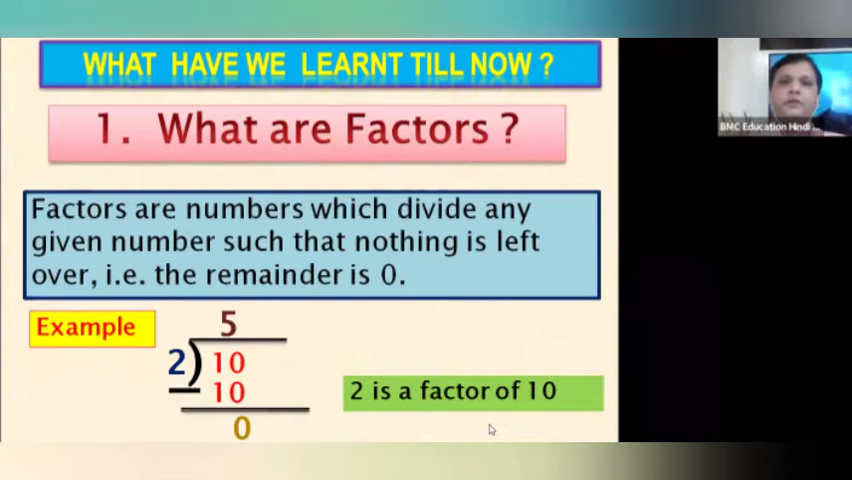 WHAT HAVE WE LEARNT TILL NOW ?
1. What are Factors ?
BMC Education Hindi ...
Factors are numbers which divide any
given number such that nothing is left
over, i.e. the remainder is 0.
Example
5
2) 10
10
0
2 is a factor of 10